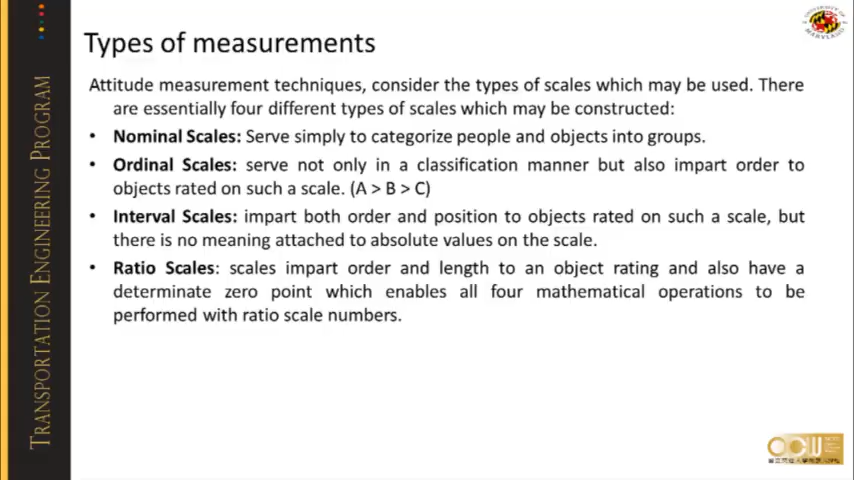 UNIVERSITY OF
MARYLAND
TRANSPORTATION ENGINEERING PROGRAM
Types of measurements
Attitude measurement techniques, consider the types of scales which may be used. There
are essentially four different types of scales which may be constructed:
• Nominal Scales: Serve simply to categorize people and objects into groups.
• Ordinal Scales: serve not only in a classification manner but also impart order to
objects rated on such a scale. (A > B > C)
• Interval Scales: impart both order and position to objects rated on such a scale, but
there is no meaning attached to absolute values on the scale.
• Ratio Scales: scales impart order and length to an object rating and also have a
determinate zero point which enables all four mathematical operations to be
performed with ratio scale numbers.
OCW